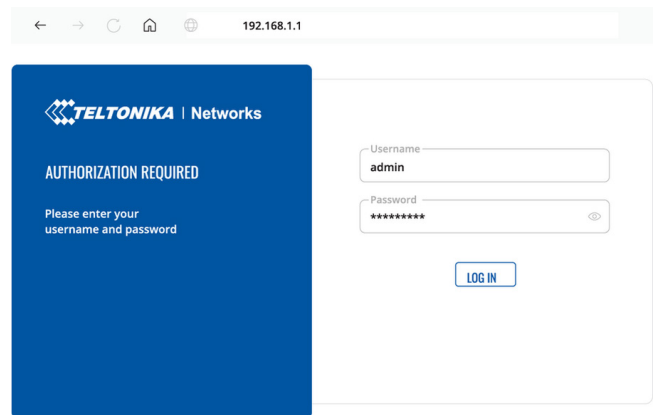 192.168.1.1
TELTONIKA | Networks
AUTHORIZATION REQUIRED
Please enter your
username and password
Username
admin
Password
*********
LOG IN